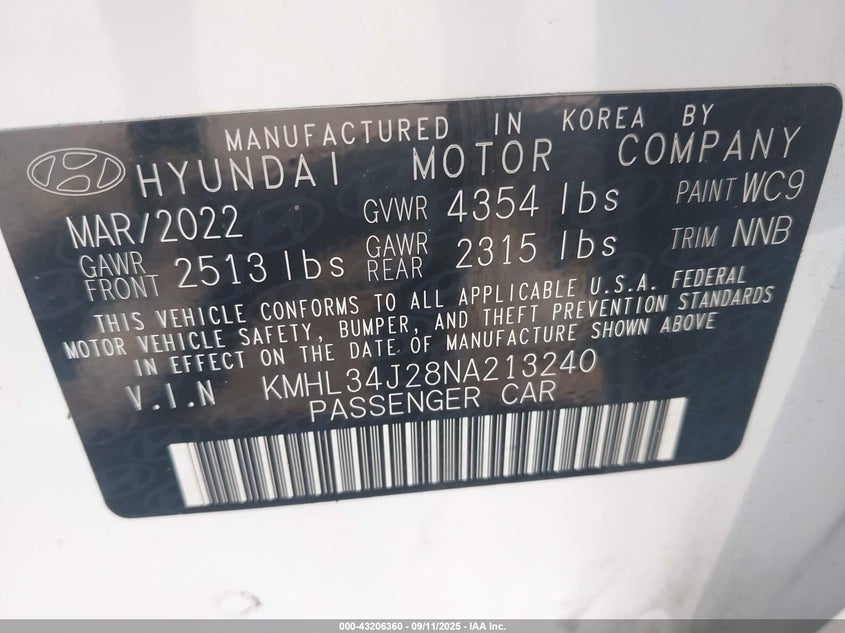 MANUFACTURED IN KOREA BY
HYUNDAI MOTOR COMPANY
MAR/2022 GVWR 4354 lbs PAINT WC9
GAWR FRONT 2513 lbs GAWR REAR 2315 lbs TRIM NNB
THIS VEHICLE CONFORMS TO ALL APPLICABLE U.S.A. FEDERAL
MOTOR VEHICLE SAFETY, BUMPER, AND THEFT PREVENTION STANDARDS
IN EFFECT ON THE DATE OF MANUFACTURE SHOWN ABOVE
V.I.N KMHL34J28NA213240
PASSENGER CAR
000-43206360 - 09/11/2025 - IAA Inc.